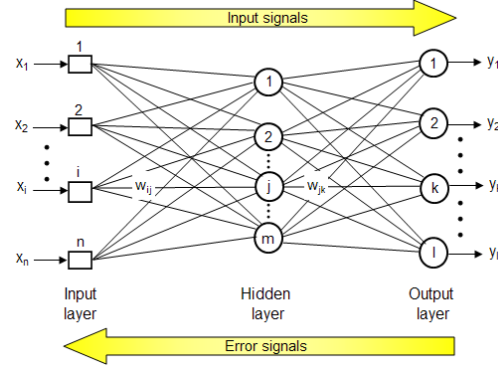 Input signals
x1
1
x2
2
xi
i
xn
n
wij
1
2
j
m
wjk
1
2
k
l
y1
y2
Input layer
Hidden layer
Output layer
Error signals